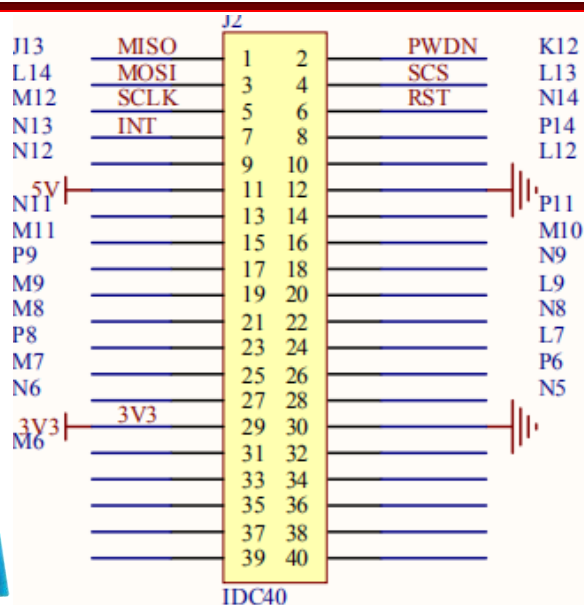 J2
J13 MISO 1 2 PWDN K12
L14 MOSI 3 4 SCS L13
M12 SCLK 5 6 RST N14
N13 INT 7 8 P14
N12 9 10 L12
5V 11 12
N11 13 14 P11
M11 15 16 M10
P9 17 18 N9
M9 19 20 L9
M8 21 22 N8
P8 23 24 L7
M7 25 26 P6
N6 27 28 N5
3V3 3V3 29 30
M6 31 32
33 34
35 36
37 38
39 40
IDC40